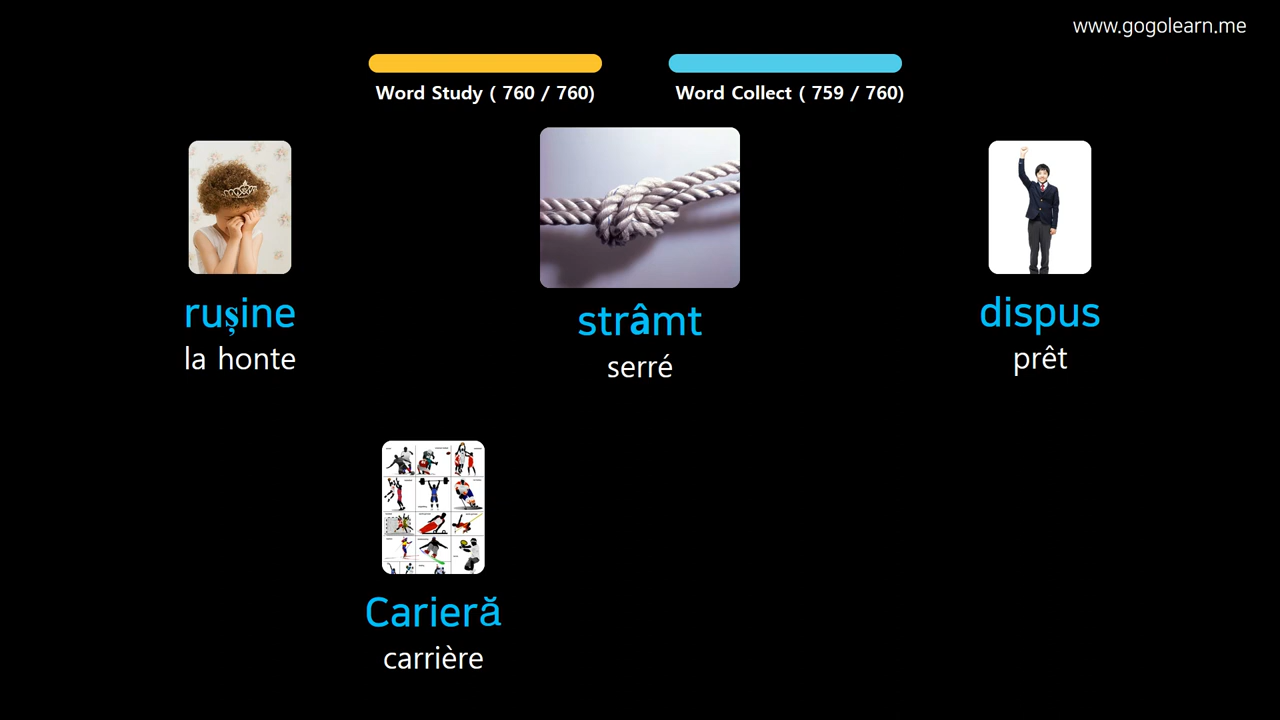 www.gogolearn.me
Word Study ( 760 / 760)
Word Collect ( 759 / 760)
rușine
la honte
strâmt
serré
dispus
prêt
Carieră
carrière